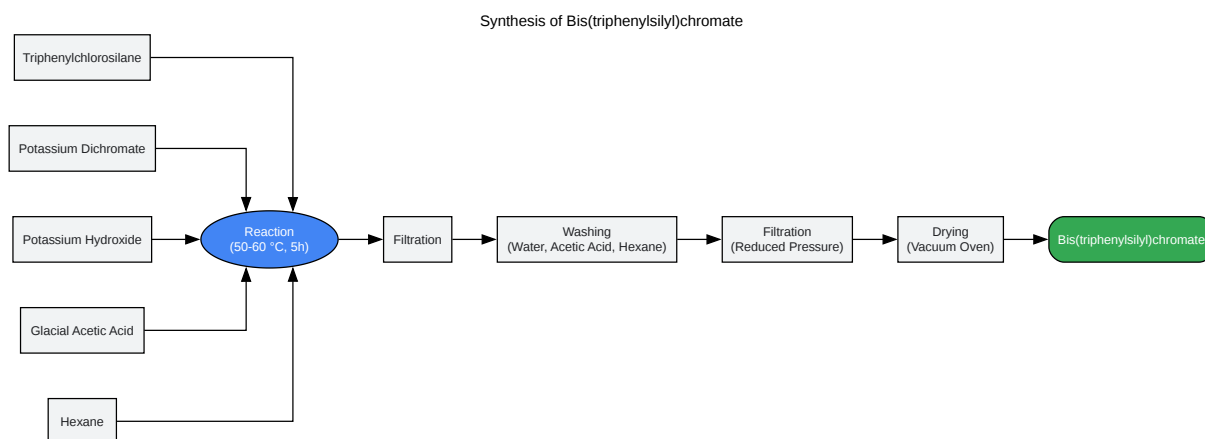 Synthesis of Bis(triphenylsilyl)chromate
Triphenylchlorosilane
Potassium Dichromate
Potassium Hydroxide
Glacial Acetic Acid
Hexane
Reaction
(50-60 °C, 5h)
Filtration
Washing
(Water, Acetic Acid, Hexane)
Filtration
(Reduced Pressure)
Drying
(Vacuum Oven)
Bis(triphenylsilyl)chromate